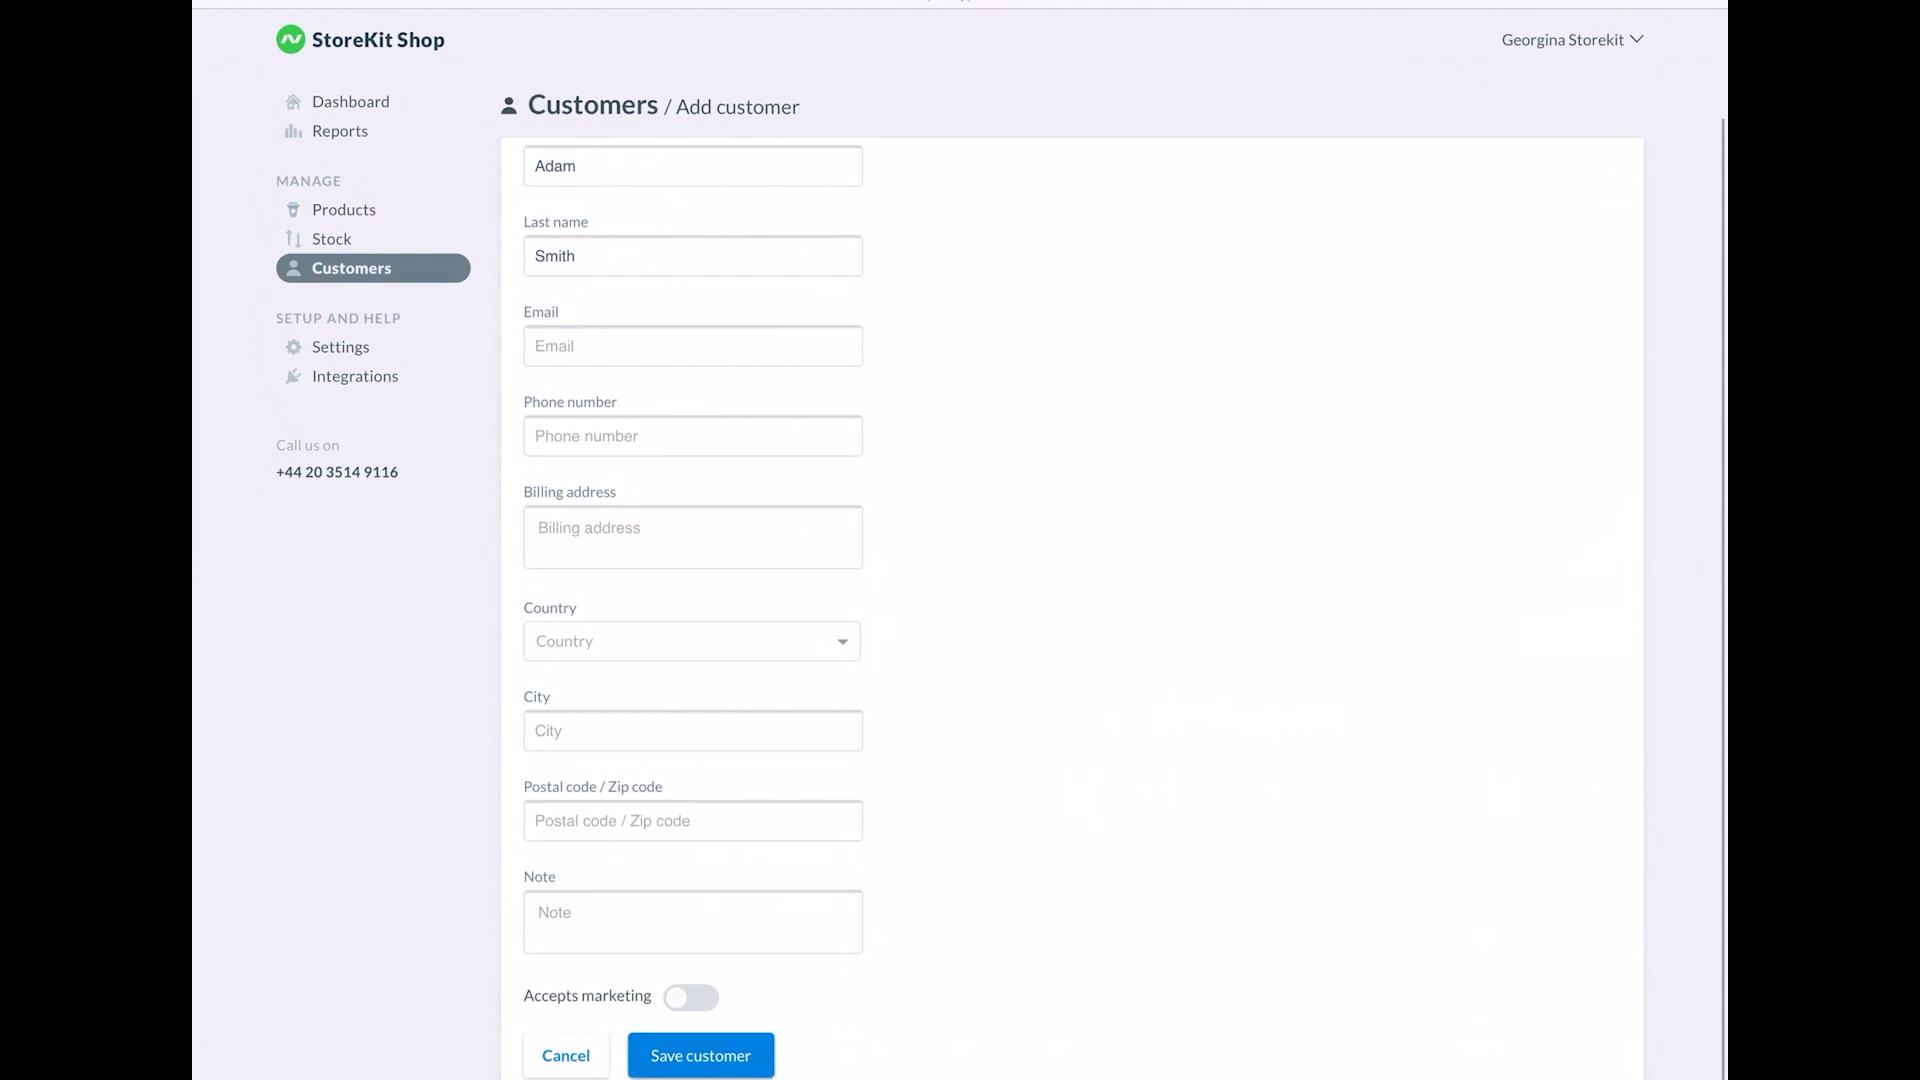 StoreKit Shop
Georgina Storekit
Dashboard
Reports
MANAGE
Products
Stock
Customers
SETUP AND HELP
Settings
Integrations
Call us on
+44 20 3514 9116
Customers / Add customer
Adam
Last name
Smith
Email
Email
Phone number
Phone number
Billing address
Billing address
Country
Country
City
City
Postal code / Zip code
Postal code / Zip code
Note
Note
Accepts marketing
Cancel
Save customer